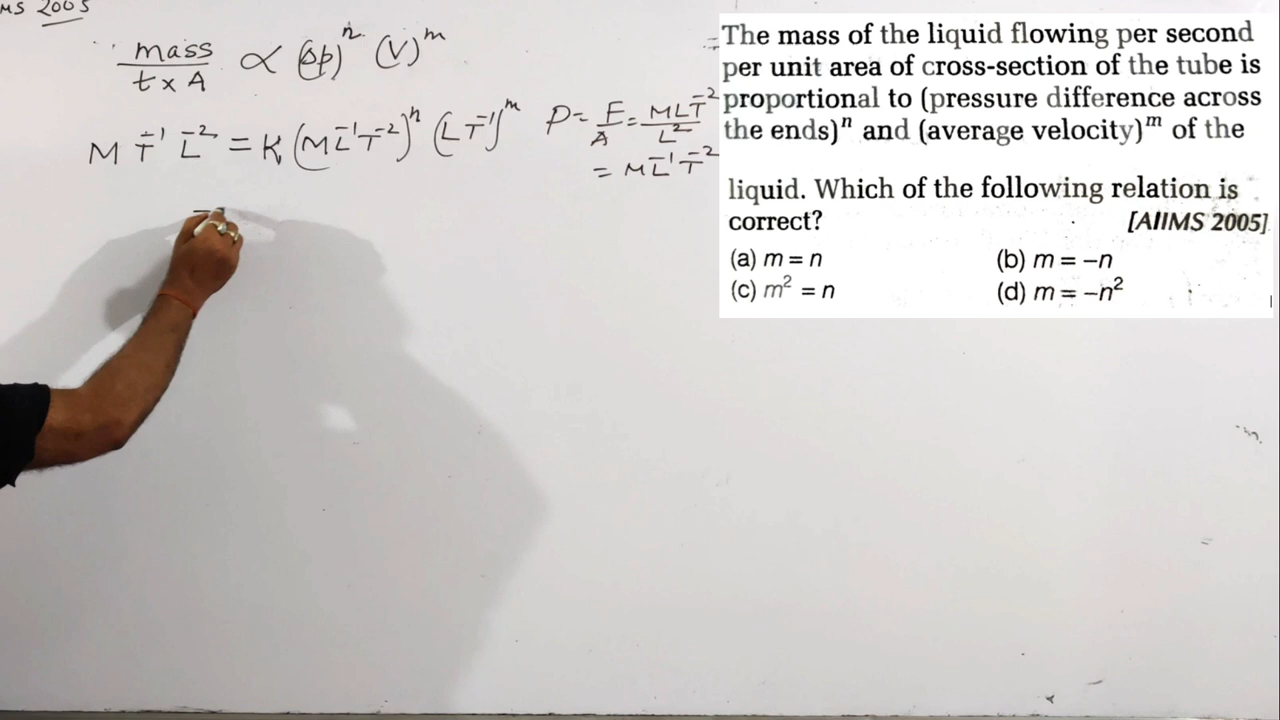 MS 2005
mass / t x A ∝ (Δp)ⁿ (V)ᵐ
M T⁻¹ L⁻² = K (M L⁻¹ T⁻²)ⁿ (L T⁻¹)ᵐ
P = F/A = MLT⁻²/L²
= M L⁻¹ T⁻²
The mass of the liquid flowing per second
per unit area of cross-section of the tube is
proportional to (pressure difference across
the ends)ⁿ and (average velocity)ᵐ of the
liquid. Which of the following relation is
correct? [AIIMS 2005]
(a) m = n (b) m = –n
(c) m² = n (d) m = –n²